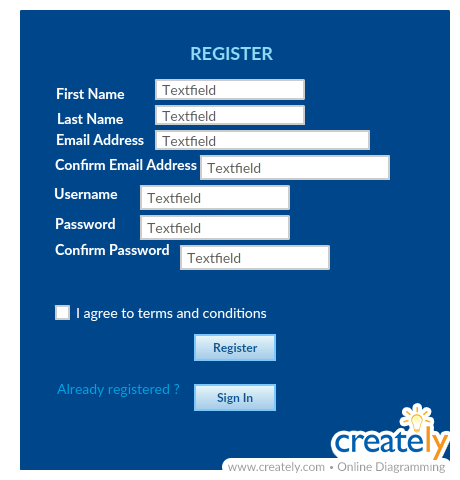 REGISTER
First Name Textfield
Last Name Textfield
Email Address Textfield
Confirm Email Address Textfield
Username Textfield
Password Textfield
Confirm Password Textfield
I agree to terms and conditions
Register
Already registered ? Sign In
creately
www.creately.com • Online Diagramming